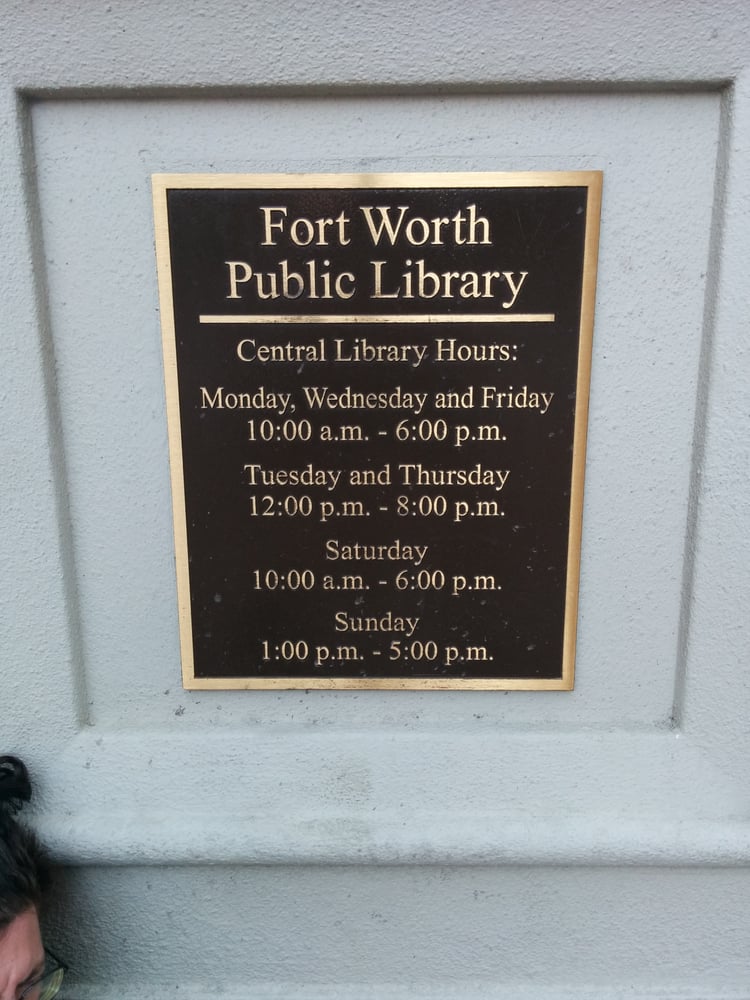 Fort Worth
Public Library
Central Library Hours:
Monday, Wednesday and Friday
10:00 a.m. - 6:00 p.m.
Tuesday and Thursday
12:00 p.m. - 8:00 p.m.
Saturday
10:00 a.m. - 6:00 p.m.
Sunday
1:00 p.m. - 5:00 p.m.